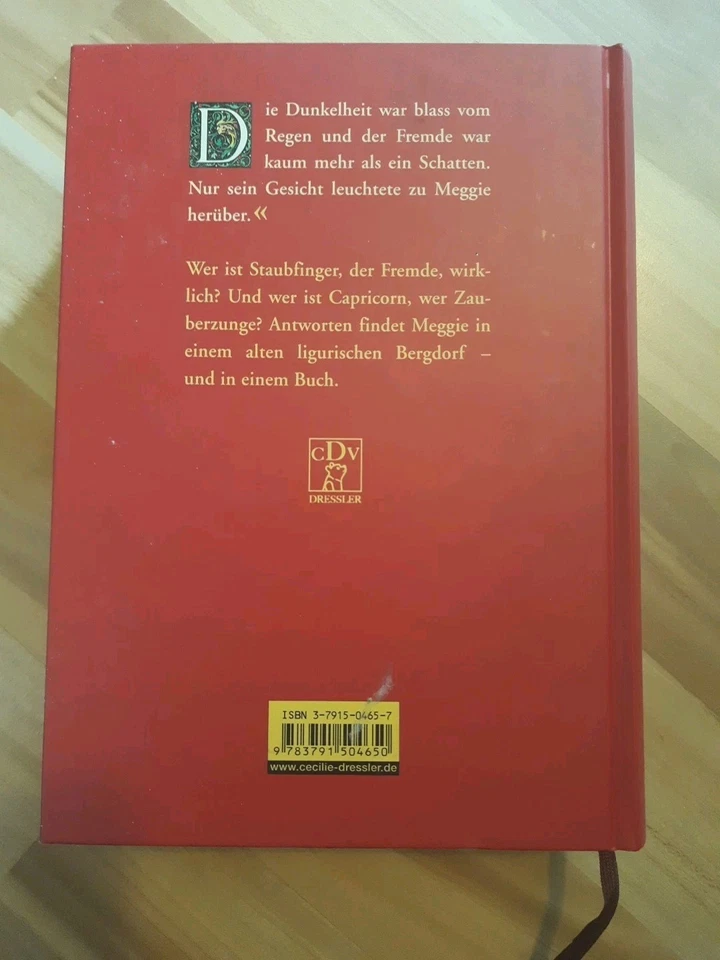 Die Dunkelheit war blass vom
Regen und der Fremde war
kaum mehr als ein Schatten.
Nur sein Gesicht leuchtete zu Meggie
herüber.«
Wer ist Staubfinger, der Fremde, wirk-
lich? Und wer ist Capricorn, wer Zau-
berzunge? Antworten findet Meggie in
einem alten ligurischen Bergdorf –
und in einem Buch.
CDV
DRESSLER
ISBN 3-7915-0465-7
9 783791 504650
www.cecilie-dressler.de